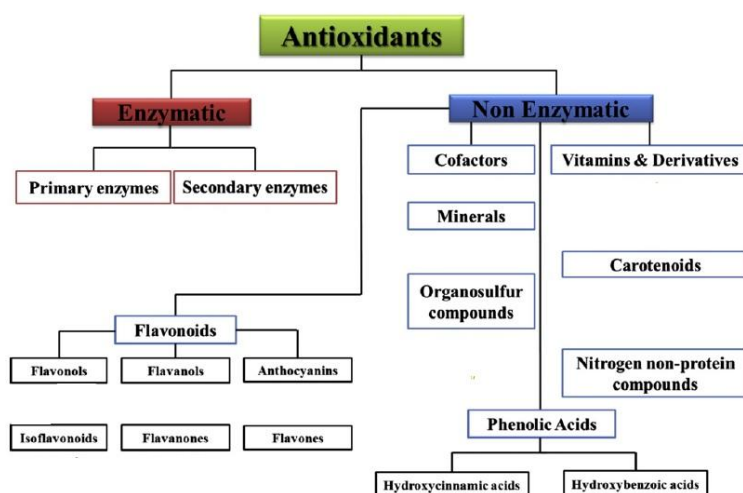 Antioxidants
Enzymatic
Non Enzymatic
Cofactors
Vitamins & Derivatives
Primary enzymes
Secondary enzymes
Minerals
Carotenoids
Organosulfur
compounds
Flavonoids
Flavonols
Flavanols
Anthocyanins
Nitrogen non-protein
compounds
Isoflavonoids
Flavanones
Flavones
Phenolic Acids
Hydroxycinnamic acids
Hydroxybenzoic acids